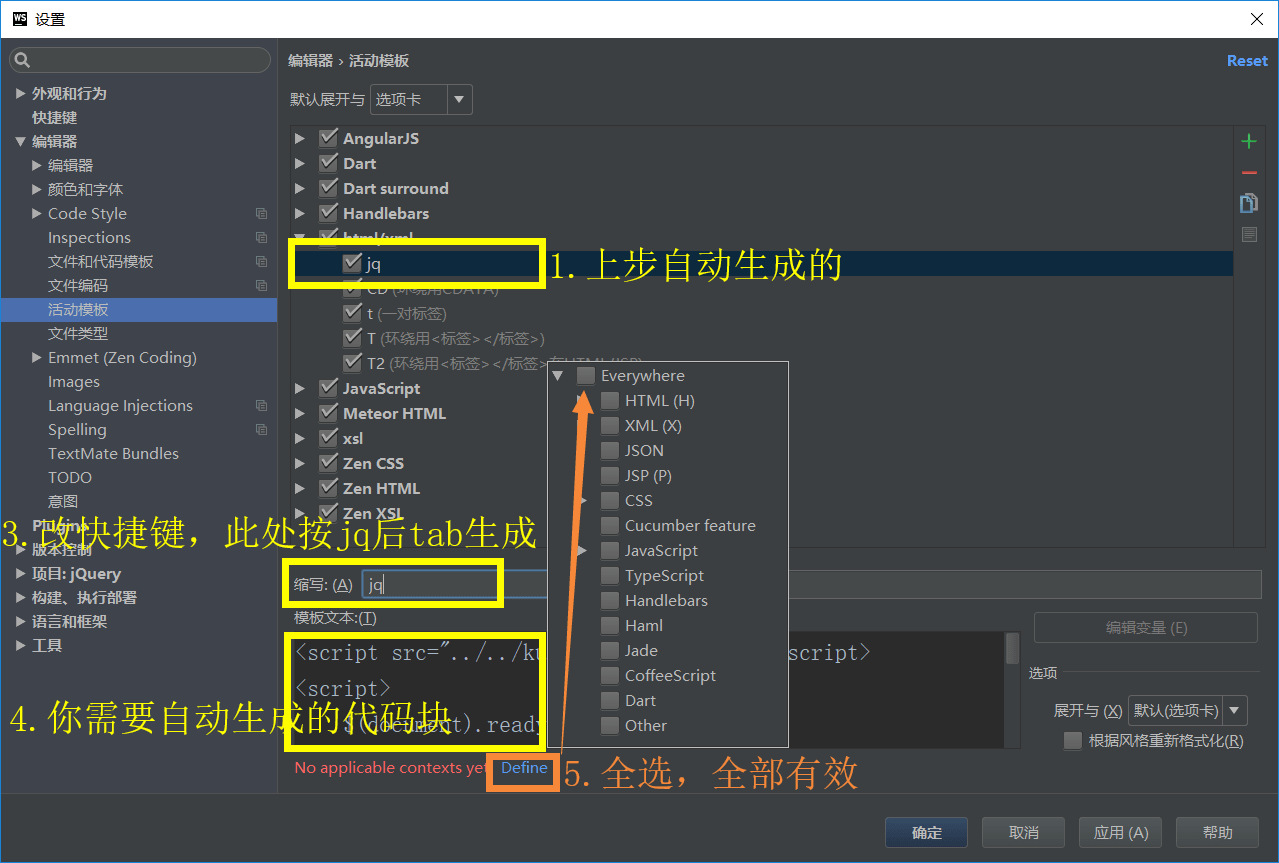 WS 设置
编辑器 › 活动模板
Reset
默认展开与 选项卡
外观和行为
快捷键
编辑器
编辑器
颜色和字体
Code Style
Inspections
文件和代码模板
文件编码
活动模板
文件类型
Emmet (Zen Coding)
Images
Language Injections
Spelling
TextMate Bundles
TODO
意图
Plugins
版本控制
项目: jQuery
构建、执行部署
语言和框架
工具
AngularJS
Dart
Dart surround
Handlebars
html/xml
jq
1. 上步自动生成的
CD (环绕用CDATA)
t (一对标签)
T (环绕用<标签></标签>)
T2 (环绕用<标签></标签>在HTML/JSP)
JavaScript
Meteor HTML
xsl
Zen CSS
Zen HTML
Zen XSL
Everywhere
HTML (H)
XML (X)
JSON
JSP (P)
CSS
Cucumber feature
JavaScript
TypeScript
Handlebars
Haml
Jade
CoffeeScript
Dart
Other
3. 改快捷键，此处按jq后tab生成
缩写: (A) jq
模板文本:(T)
<script src="../../ku
script>
<script>
$(document).ready
4. 你需要自动生成的代码块
No applicable contexts yet
Define
5. 全选，全部有效
编辑变量 (E)
选项
展开与 (X) 默认(选项卡)
根据风格重新格式化(R)
确定 取消 应用 (A) 帮助